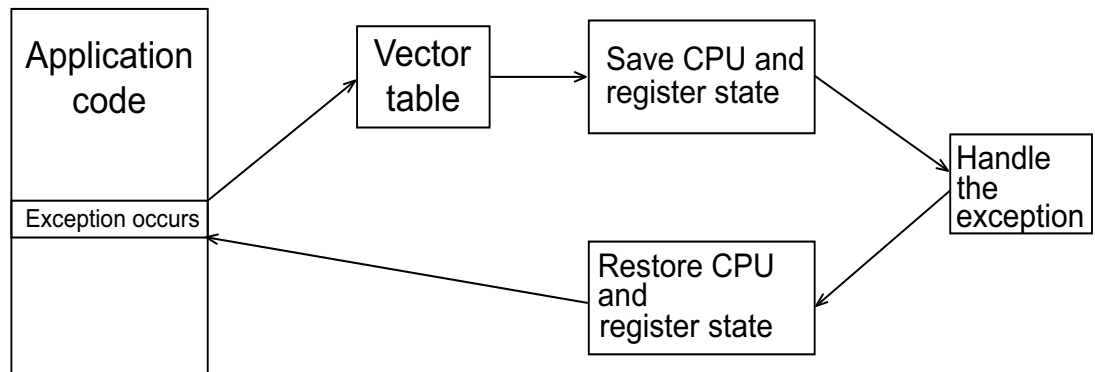 Application
code
Exception occurs
Vector
table
Save CPU and
register state
Handle
the
exception
Restore CPU
and
register state